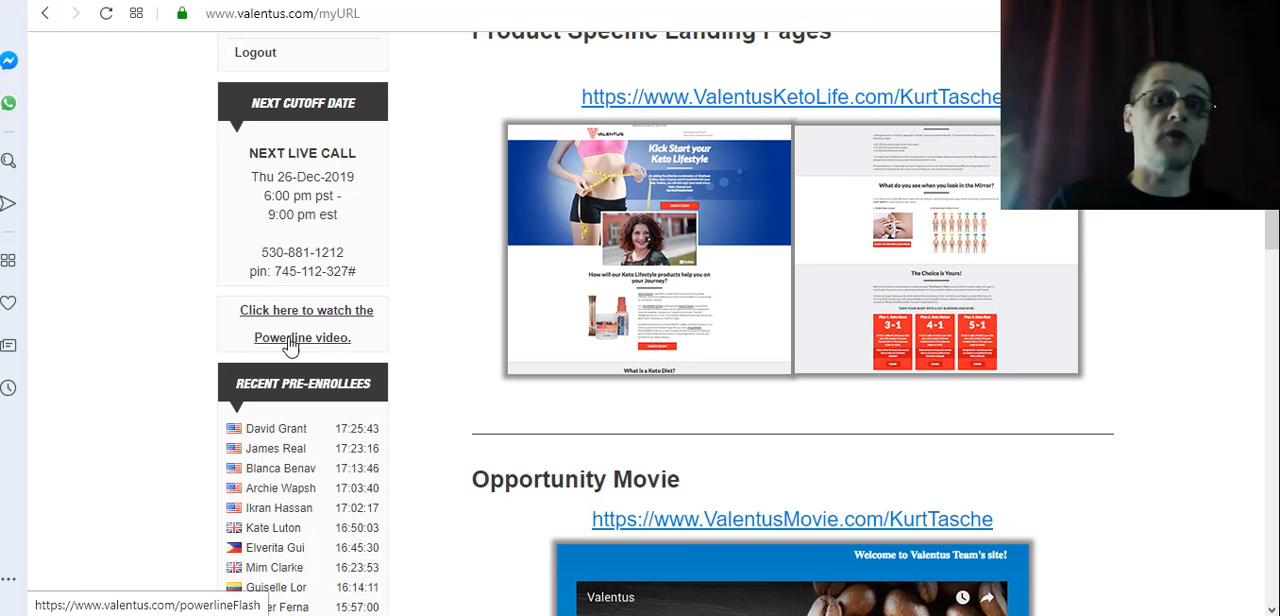 www.valentus.com/myURL
Logout
NEXT CUTOFF DATE
NEXT LIVE CALL
Thu 26-Dec-2019
6:00 pm pst -
9:00 pm est
530-881-1212
pin: 745-112-327#
Click here to watch the
Powerline video.
RECENT PRE-ENROLLEES
David Grant 17:25:43
James Real 17:23:16
Blanca Benav 17:13:46
Archie Wapsh 17:03:40
Ikran Hassan 17:02:17
Kate Luton 16:50:03
Elverita Gui 16:45:30
Mim Clarke 16:23:53
Guiselle Lor 16:14:11
er Ferna 15:57:00
https://www.valentus.com/powerlineFlash
Product Specific Landing Pages
https://www.ValentusKetoLife.com/KurtTasche
VALENTUS
Kick Start your
Keto Lifestyle
How will our Keto Lifestyle products help you on
your Journey?
What is a Keto Diet?
What do you see when you look in the Mirror?
The Choice is Yours!
3-1
4-1
5-1
Opportunity Movie
https://www.ValentusMovie.com/KurtTasche
Welcome to Valentus Team's site!
Valentus